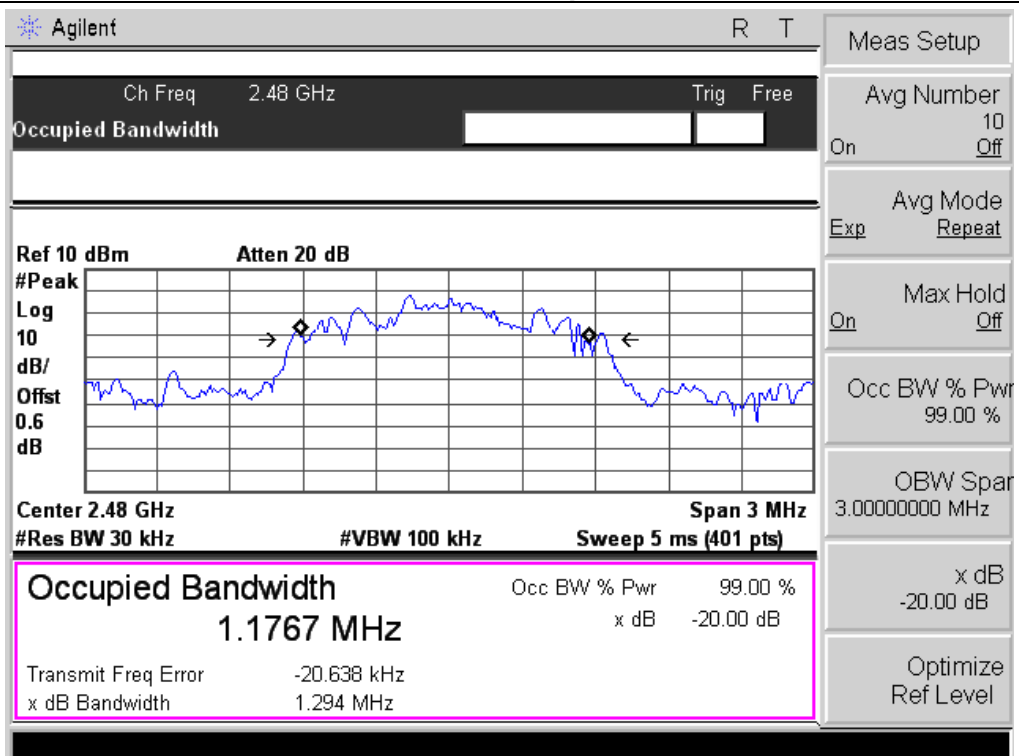 Agilent
R T
Ch Freq 2.48 GHz Trig Free
Occupied Bandwidth
Ref 10 dBm Atten 20 dB
#Peak
Log
10
dB/
Offst
0.6
dB
Center 2.48 GHz Span 3 MHz
#Res BW 30 kHz #VBW 100 kHz Sweep 5 ms (401 pts)
Occupied Bandwidth
1.1767 MHz
Occ BW % Pwr 99.00 %
x dB -20.00 dB
Transmit Freq Error -20.638 kHz
x dB Bandwidth 1.294 MHz
Meas Setup
Avg Number
10
On Off
Avg Mode
Exp Repeat
Max Hold
On Off
Occ BW % Pwr
99.00 %
OBW Span
3.00000000 MHz
x dB
-20.00 dB
Optimize
Ref Level